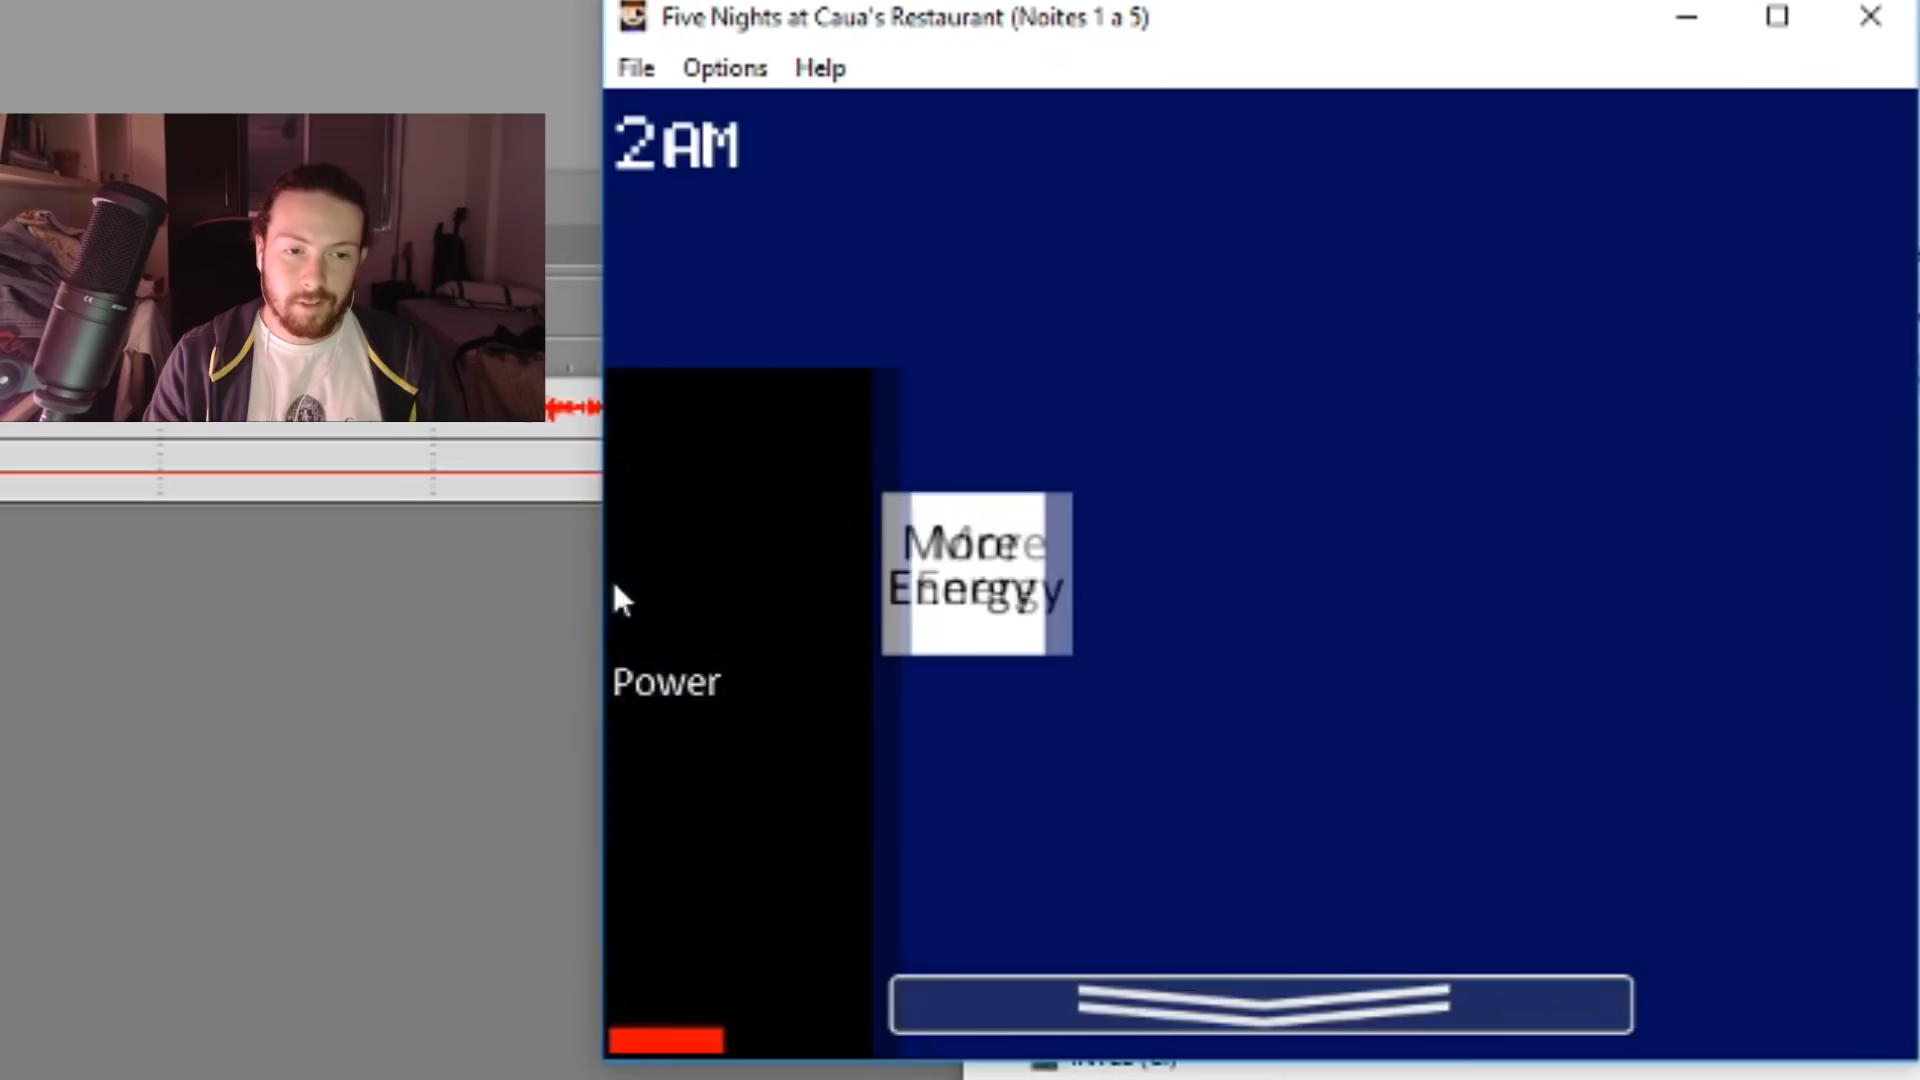 Five Nights at Caua's Restaurant (Noites 1 a 5)
File Options Help
2AM
More
Energy
Power